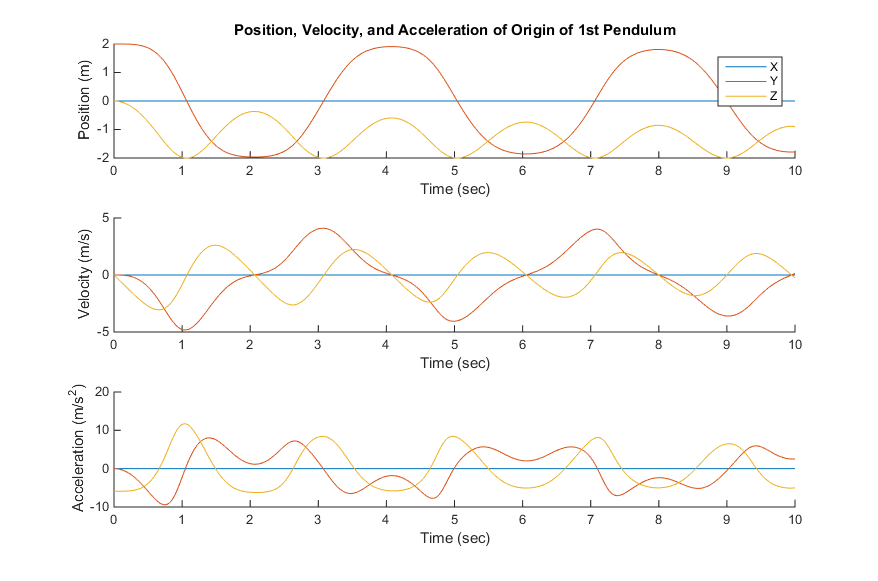 Position, Velocity, and Acceleration of Origin of 1st Pendulum
Position (m)
2
1
0
-1
-2
X
Y
Z
0 1 2 3 4 5 6 7 8 9 10
Time (sec)
Velocity (m/s)
5
0
-5
0 1 2 3 4 5 6 7 8 9 10
Time (sec)
Acceleration (m/s²)
20
10
0
-10
0 1 2 3 4 5 6 7 8 9 10
Time (sec)